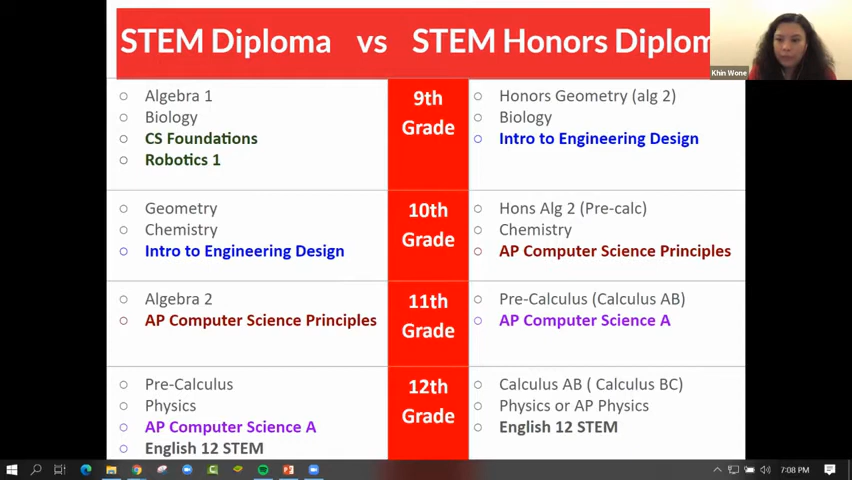 STEM Diploma vs STEM Honors Diplom
Khin Wone
Algebra 1
Biology
CS Foundations
Robotics 1
9th
Grade
Honors Geometry (alg 2)
Biology
Intro to Engineering Design
Geometry
Chemistry
Intro to Engineering Design
10th
Grade
Hons Alg 2 (Pre-calc)
Chemistry
AP Computer Science Principles
Algebra 2
AP Computer Science Principles
11th
Grade
Pre-Calculus (Calculus AB)
AP Computer Science A
Pre-Calculus
Physics
AP Computer Science A
English 12 STEM
12th
Grade
Calculus AB ( Calculus BC)
Physics or AP Physics
English 12 STEM
7:08 PM